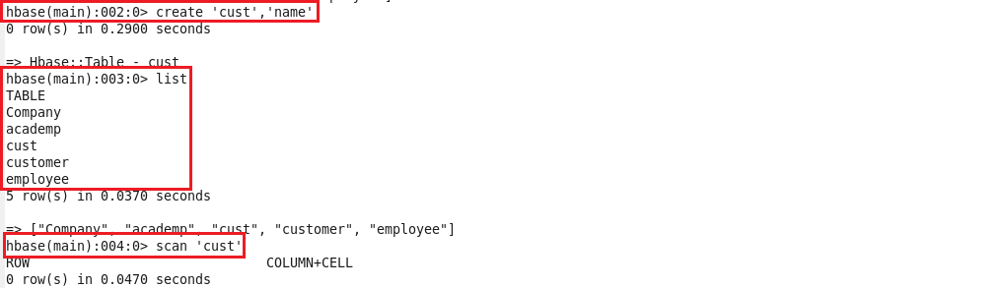 hbase(main):002:0> create 'cust','name'
0 row(s) in 0.2900 seconds
=> Hbase::Table - cust
hbase(main):003:0> list
TABLE
Company
academp
cust
customer
employee
5 row(s) in 0.0370 seconds
=> ["Company", "academp", "cust", "customer", "employee"]
hbase(main):004:0> scan 'cust'
ROW COLUMN+CELL
0 row(s) in 0.0470 seconds